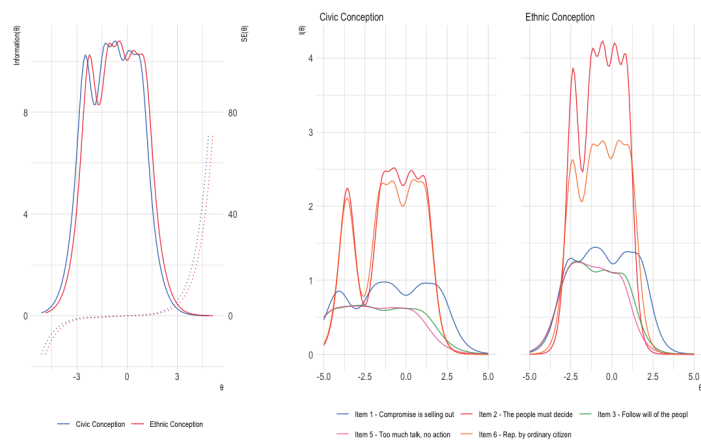 Civic Conception
Ethnic Conception
Information(θ)
SE(θ)
I(θ)
8
4
0
80
40
0
-3
0
3
θ
4
3
2
1
0
-5.0
-2.5
0.0
2.5
5.0
-5.0
-2.5
0.0
2.5
5.0
θ
Civic Conception
Ethnic Conception
Item 1 - Compromise is selling out
Item 2 - The people must decide
Item 3 - Follow will of the peopl
Item 5 - Too much talk, no action
Item 6 - Rep. by ordinary citizen